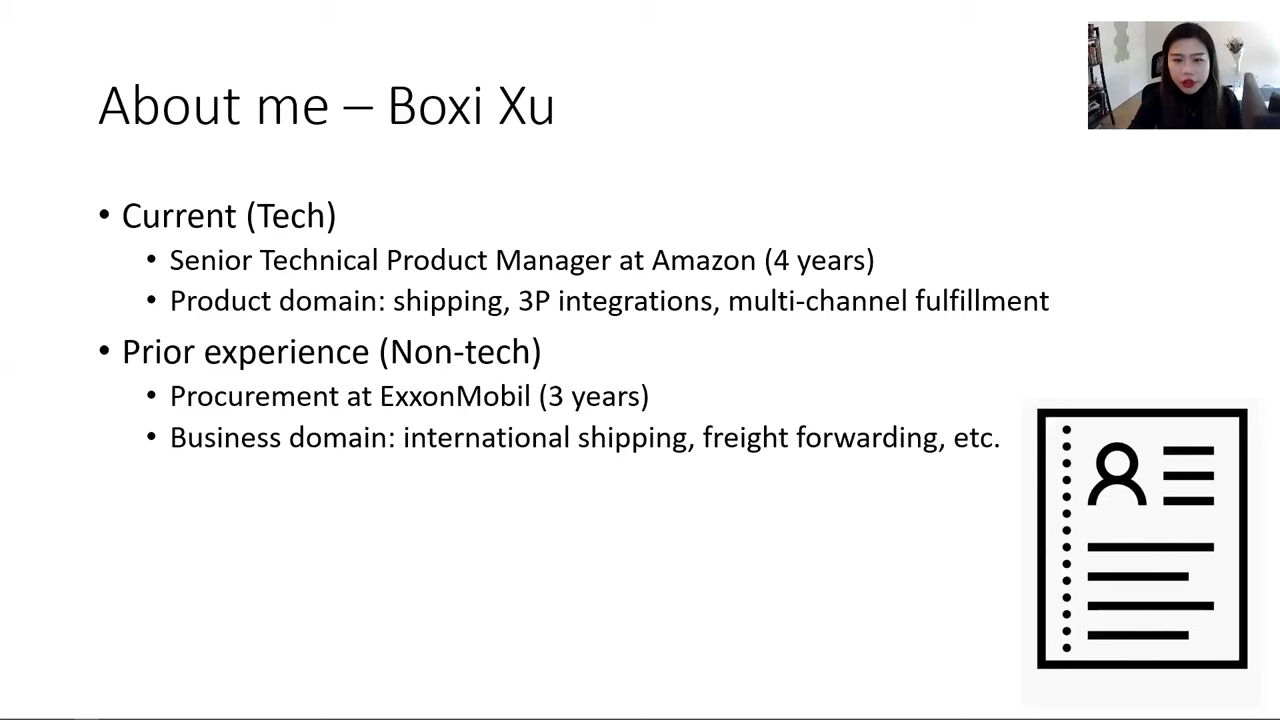 About me – Boxi Xu
• Current (Tech)
• Senior Technical Product Manager at Amazon (4 years)
• Product domain: shipping, 3P integrations, multi-channel fulfillment
• Prior experience (Non-tech)
• Procurement at ExxonMobil (3 years)
• Business domain: international shipping, freight forwarding, etc.